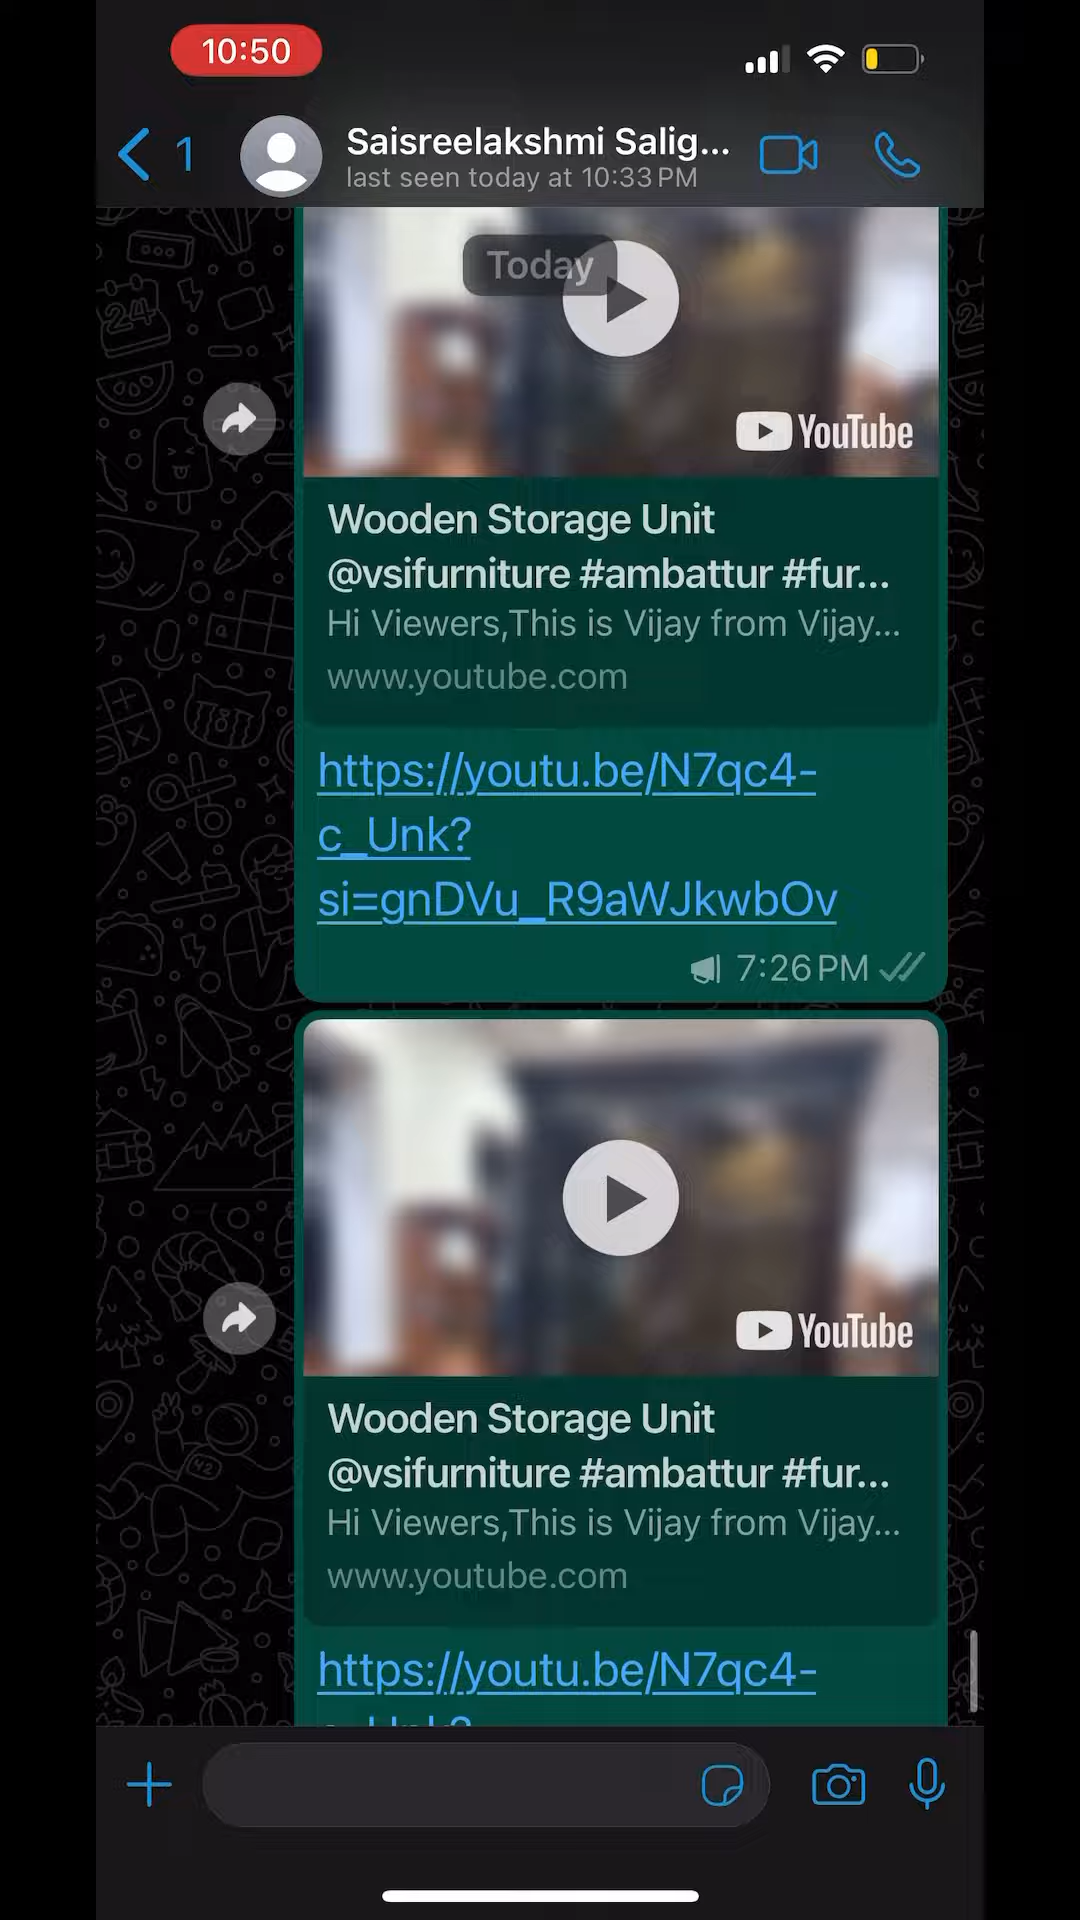 10:50
1
Saisreelakshmi Salig...
last seen today at 10:33 PM
Today
YouTube
Wooden Storage Unit
@vsifurniture #ambattur #fur...
Hi Viewers,This is Vijay from Vijay...
www.youtube.com
https://youtu.be/N7qc4-
c_Unk?
si=gnDVu_R9aWJkwbOv
7:26 PM
YouTube
Wooden Storage Unit
@vsifurniture #ambattur #fur...
Hi Viewers,This is Vijay from Vijay...
www.youtube.com
https://youtu.be/N7qc4-